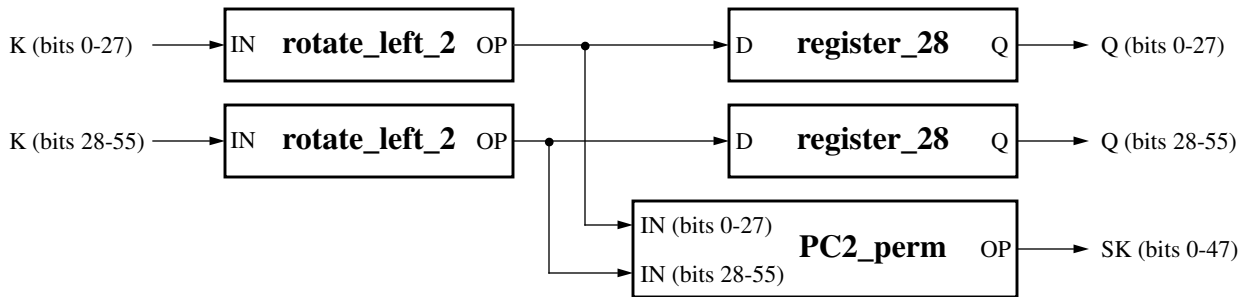 K (bits 0-27) IN rotate_left_2 OP D register_28 Q Q (bits 0-27)
K (bits 28-55) IN rotate_left_2 OP D register_28 Q Q (bits 28-55)
IN (bits 0-27)
PC2_perm OP SK (bits 0-47)
IN (bits 28-55)